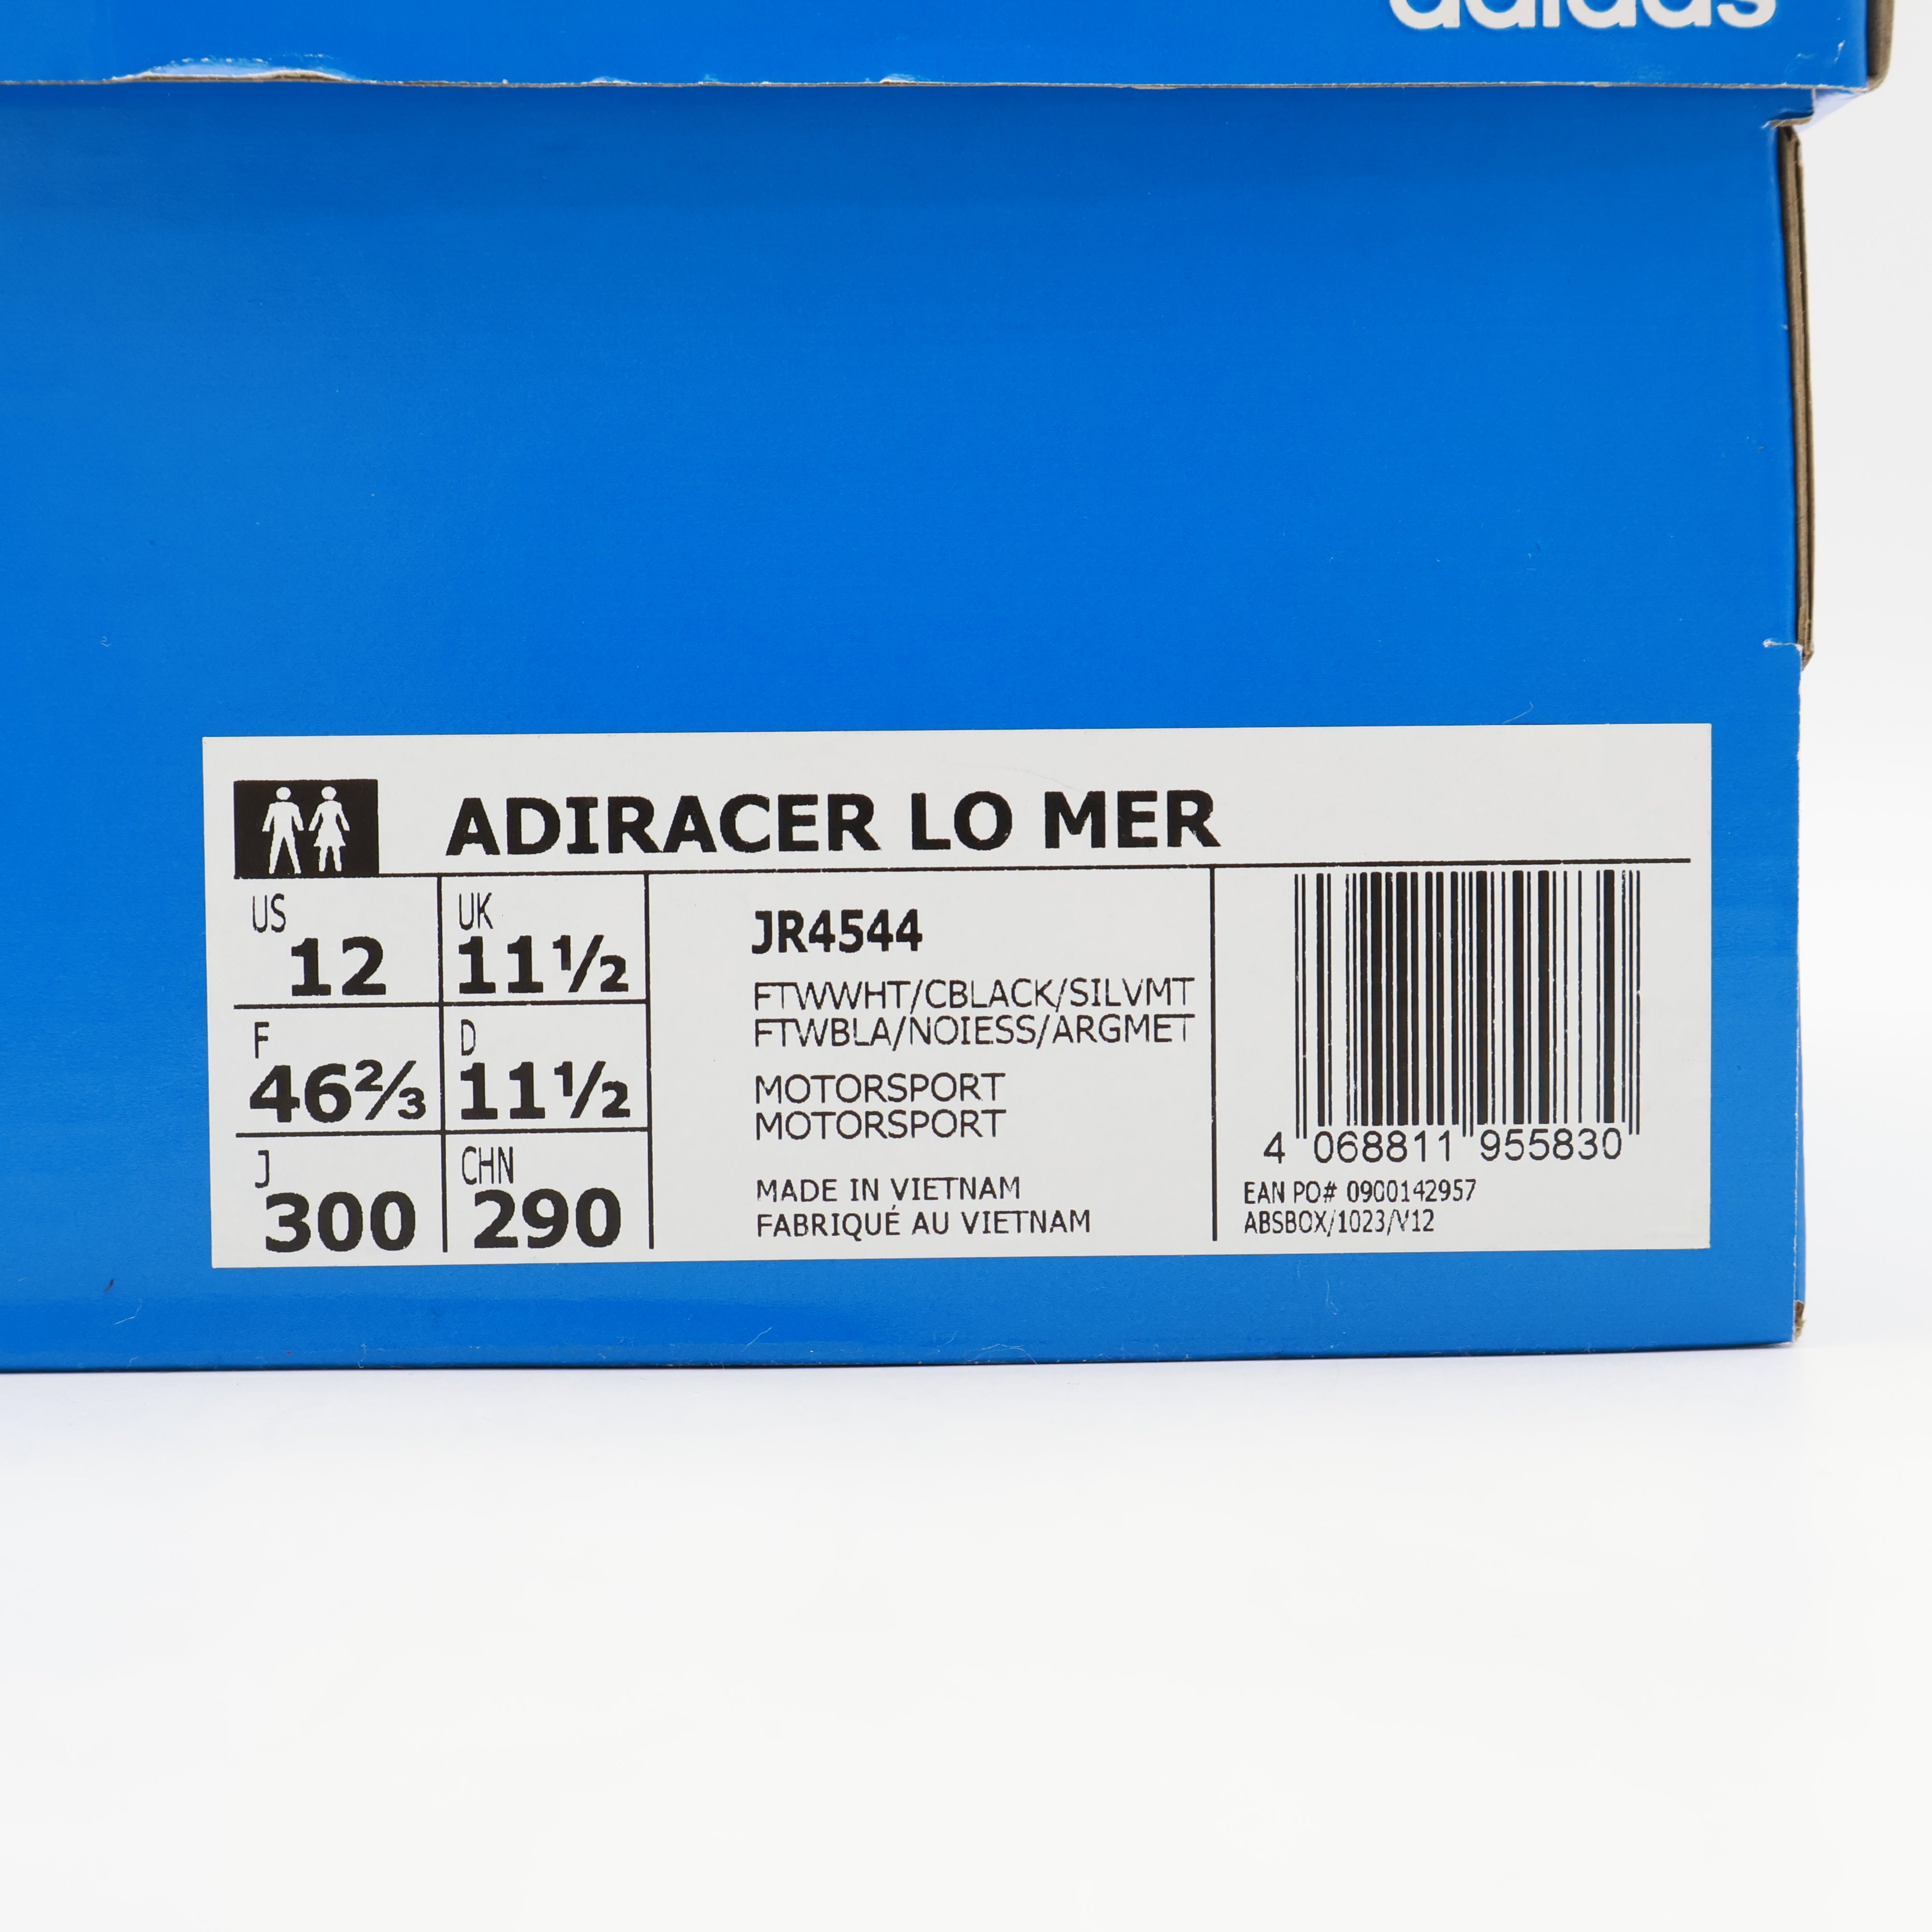 adidas
ADIRACER LO MER
US
12
UK
11½
F
46⅔
D
11½
J
300
CHN
290
JR4544
FTWWHT/CBLACK/SILVMT
FTWBLA/NOIESS/ARGMET
MOTORSPORT
MOTORSPORT
MADE IN VIETNAM
FABRIQUÉ AU VIETNAM
4 068811 955830
EAN PO# 0900142957
ABSBOX/1023/V12